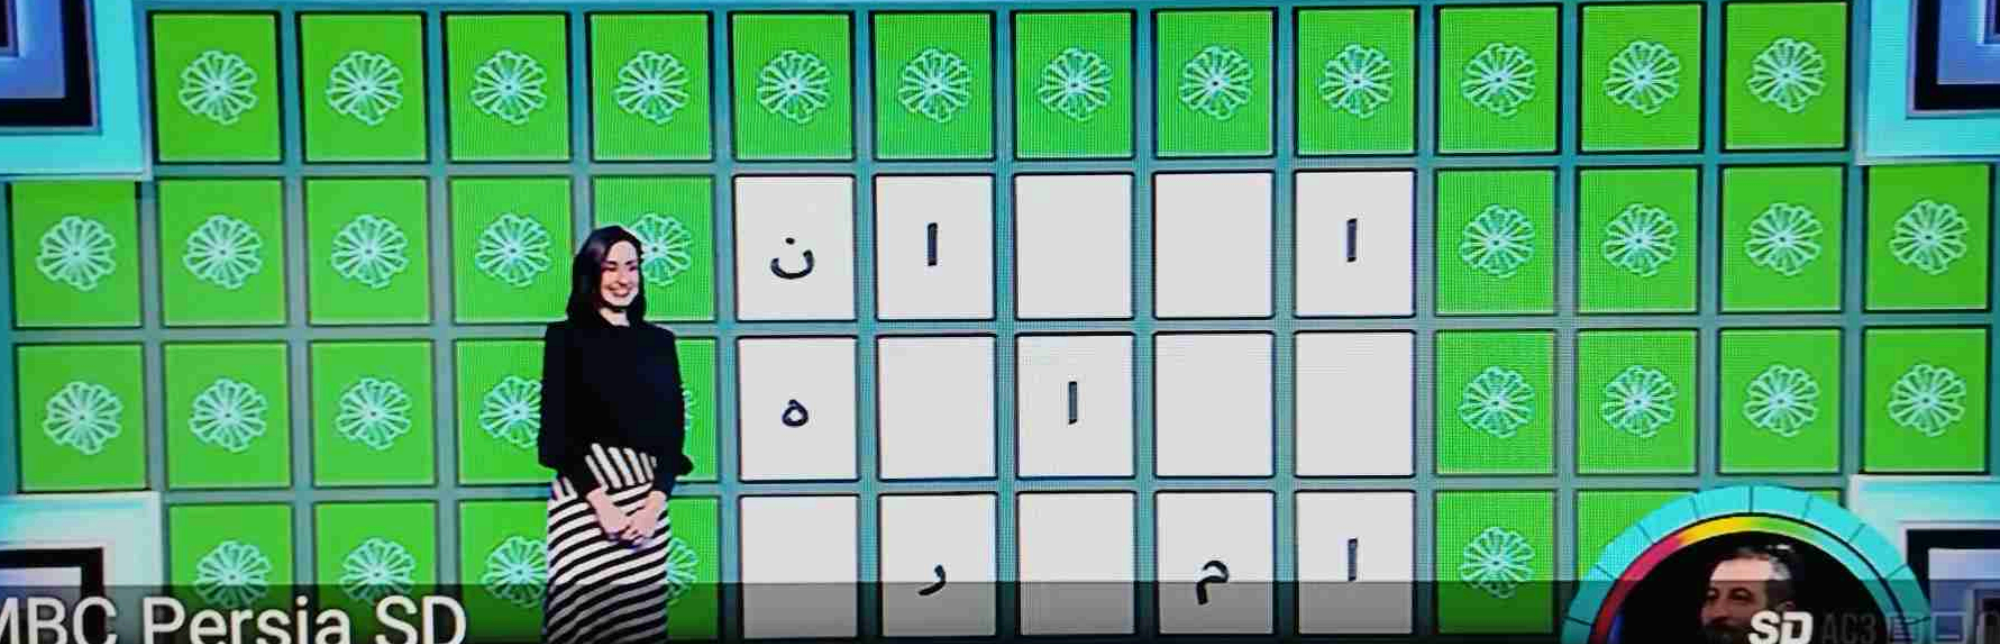 ا ا ن
ا ه
ا م ر
MBC Persia SD
SD